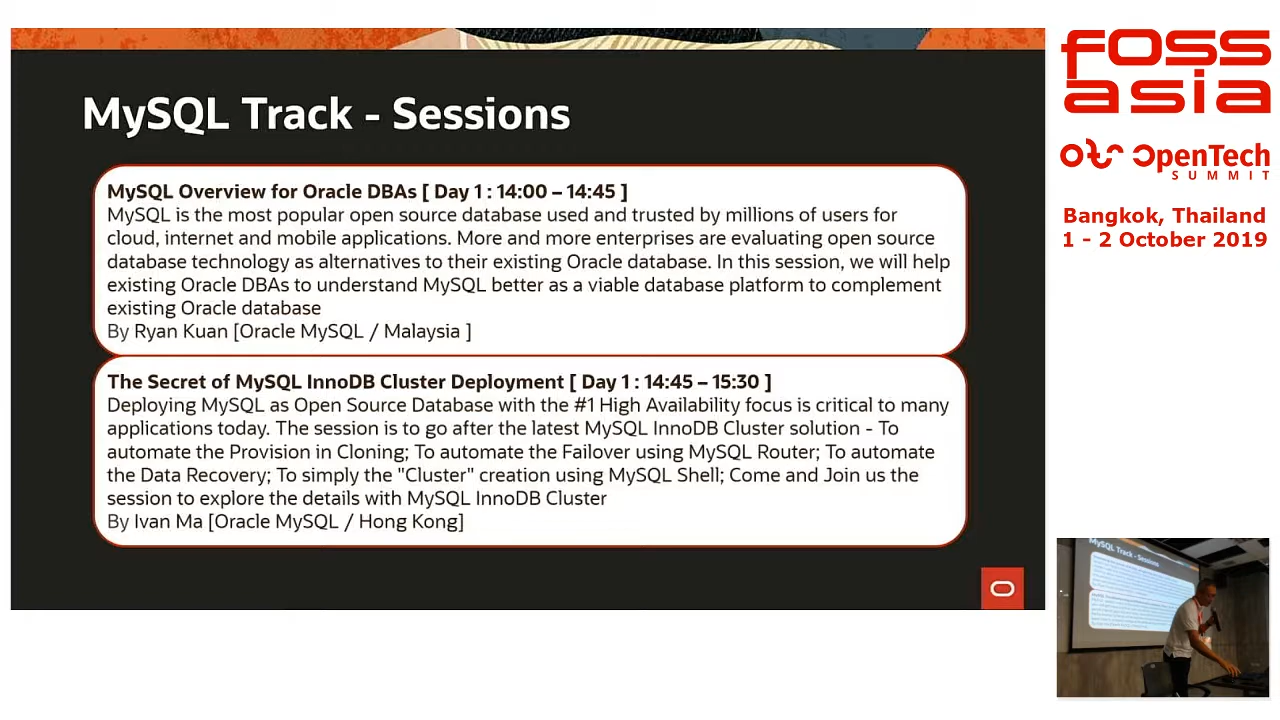 MySQL Track - Sessions
MySQL Overview for Oracle DBAs [ Day 1 : 14:00 – 14:45 ]
MySQL is the most popular open source database used and trusted by millions of users for
cloud, internet and mobile applications. More and more enterprises are evaluating open source
database technology as alternatives to their existing Oracle database. In this session, we will help
existing Oracle DBAs to understand MySQL better as a viable database platform to complement
existing Oracle database
By Ryan Kuan [Oracle MySQL / Malaysia ]
The Secret of MySQL InnoDB Cluster Deployment [ Day 1 : 14:45 – 15:30 ]
Deploying MySQL as Open Source Database with the #1 High Availability focus is critical to many
applications today. The session is to go after the latest MySQL InnoDB Cluster solution - To
automate the Provision in Cloning; To automate the Failover using MySQL Router; To automate
the Data Recovery; To simply the "Cluster" creation using MySQL Shell; Come and Join us the
session to explore the details with MySQL InnoDB Cluster
By Ivan Ma [Oracle MySQL / Hong Kong]
foss
asia
OpenTech
SUMMIT
Bangkok, Thailand
1 - 2 October 2019
MySQL Track - Sessions